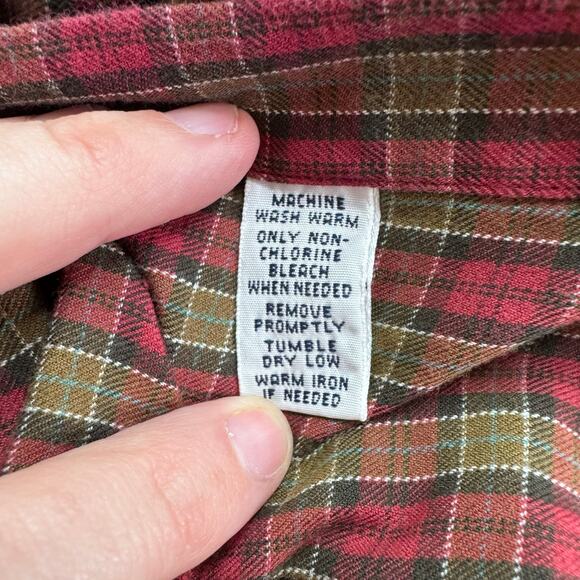 MACHINE
WASH WARM
ONLY NON-
CHLORINE
BLEACH
WHEN NEEDED
REMOVE
PROMPTLY
TUMBLE
DRY LOW
WARM IRON
IF NEEDED